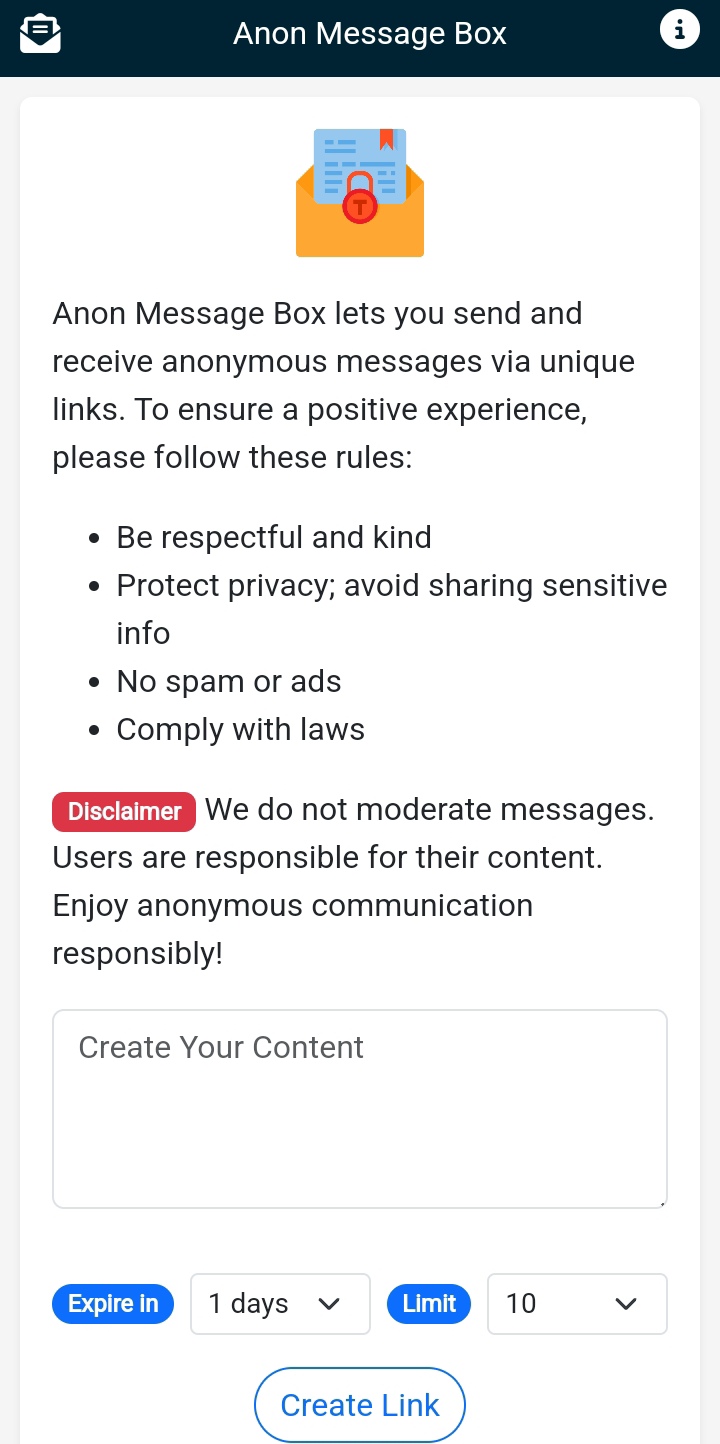 Anon Message Box
T
Anon Message Box lets you send and
receive anonymous messages via unique
links. To ensure a positive experience,
please follow these rules:
• Be respectful and kind
• Protect privacy; avoid sharing sensitive
info
• No spam or ads
• Comply with laws
Disclaimer We do not moderate messages.
Users are responsible for their content.
Enjoy anonymous communication
responsibly!
Create Your Content
Expire in 1 days Limit 10
Create Link